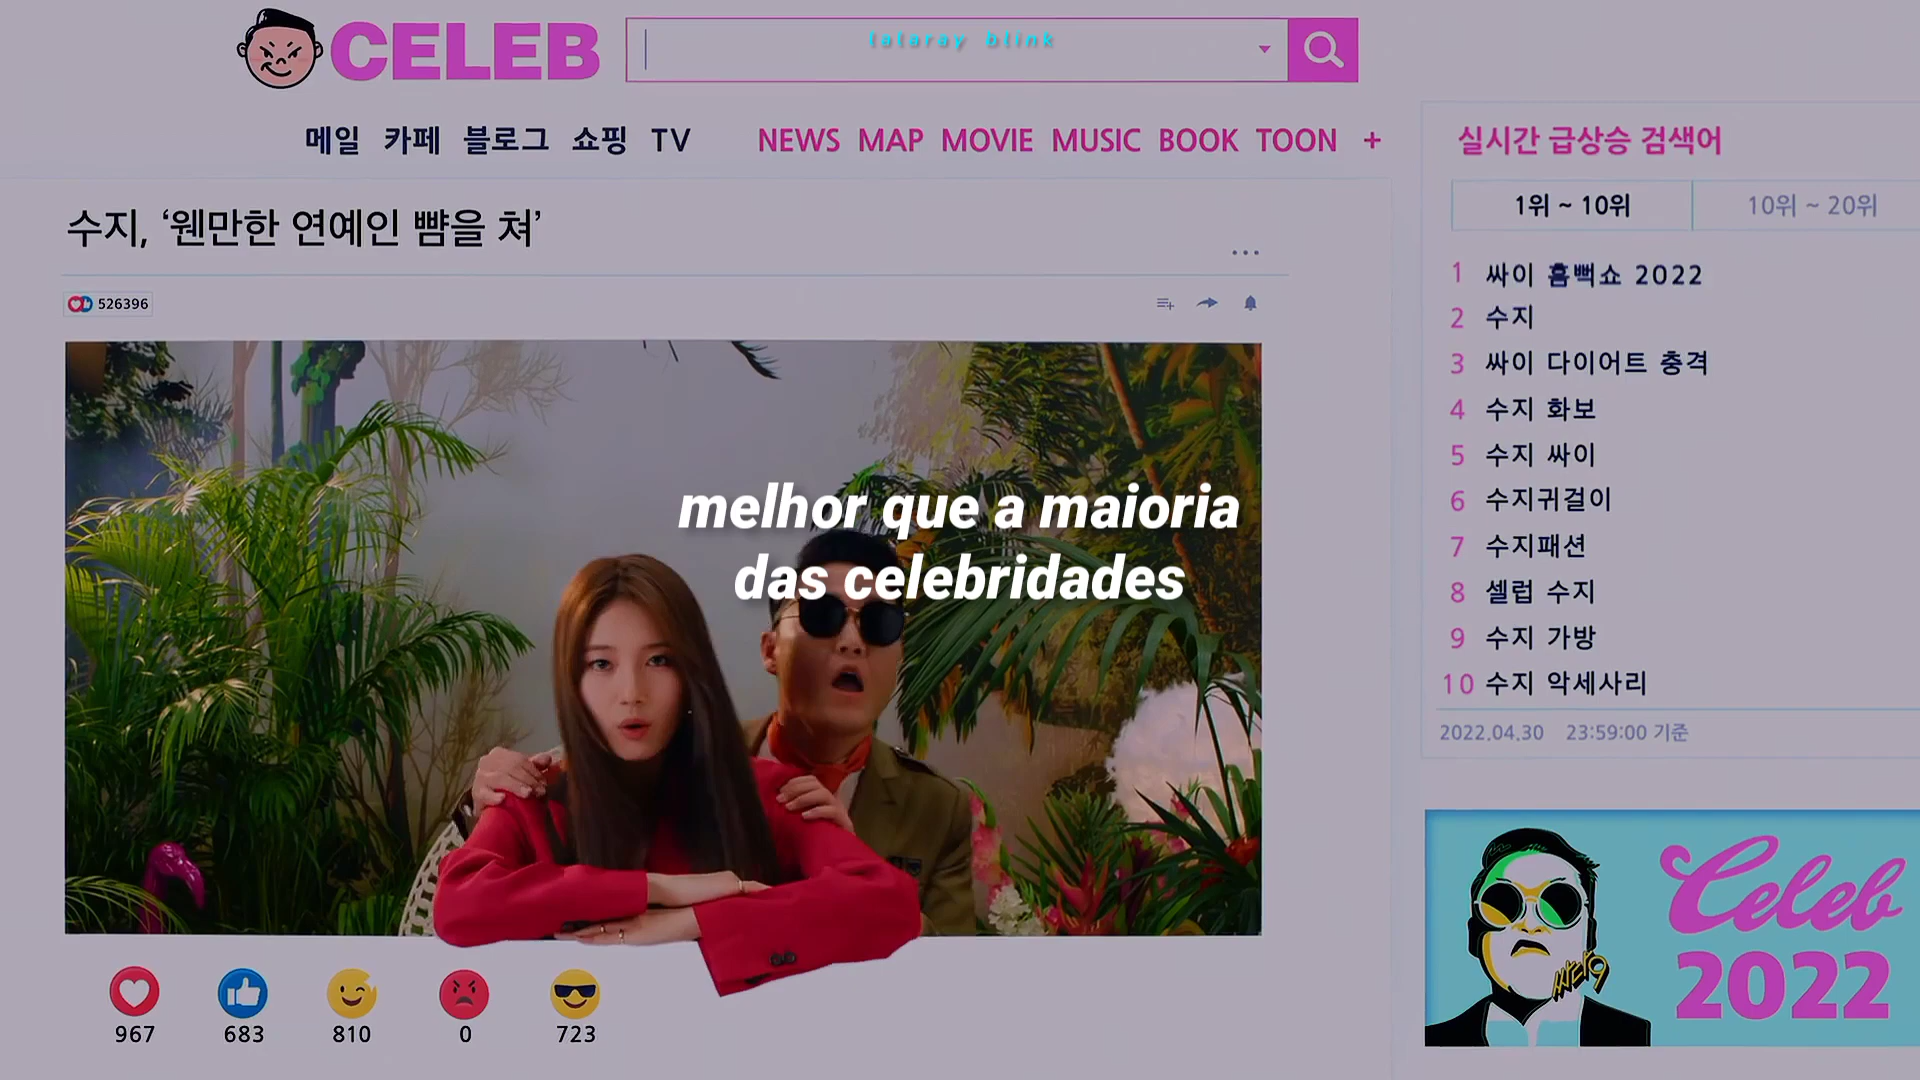 CELEB
lalaray blink
메일 카페 블로그 쇼핑 TV
NEWS MAP MOVIE MUSIC BOOK TOON +
수지, ‘웬만한 연예인 뺨을 쳐’
526396
melhor que a maioria
das celebridades
967 683 810 0 723
실시간 급상승 검색어
1위 ~ 10위 10위 ~ 20위
1 싸이 흠뻑쇼 2022
2 수지
3 싸이 다이어트 충격
4 수지 화보
5 수지 싸이
6 수지귀걸이
7 수지패션
8 셀럽 수지
9 수지 가방
10 수지 악세사리
2022.04.30 23:59:00 기준
싸다9
Celeb
2022